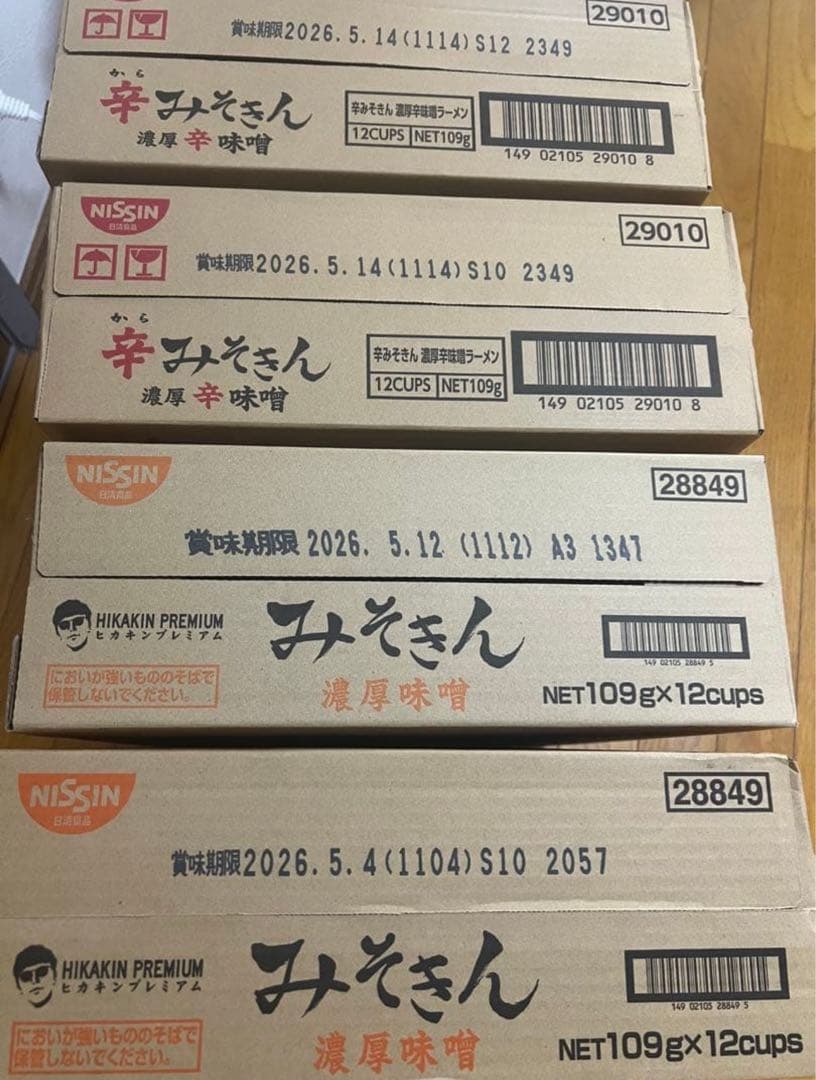 29010
賞味期限2026.5.14(1114)S12 2349
から
辛みそきん
濃厚辛味噌
辛みそきん 濃厚辛味噌ラーメン
12CUPS NET109g
149 02105 29010 8
NISSIN
日清食品
29010
賞味期限2026.5.14(1114)S10 2349
から
辛みそきん
濃厚辛味噌
辛みそきん 濃厚辛味噌ラーメン
12CUPS NET109g
149 02105 29010 8
NISSIN
日清食品
28849
賞味期限 2026. 5.12 (1112) A3 1347
HIKAKIN PREMIUM
ヒカキンプレミアム
みそきん
濃厚味噌
においが強いもののそばで
保管しないでください。
149 02105 28849 5
NET109g×12cups
NISSIN
日清食品
28849
賞味期限2026.5.4(1104)S10 2057
HIKAKIN PREMIUM
ヒカキンプレミアム
みそきん
濃厚味噌
においが強いもののそばで
保管しないでください。
149 02105 28849 5
NET109g×12cups